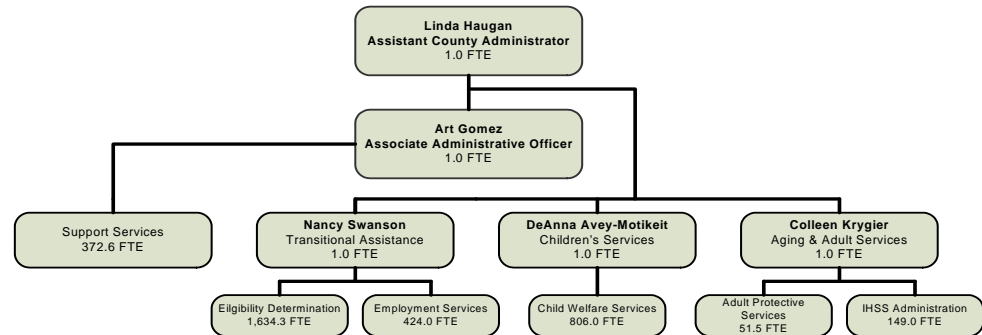 Linda Haugan
Assistant County Administrator
1.0 FTE
Art Gomez
Associate Administrative Officer
1.0 FTE
Support Services
372.6 FTE
Nancy Swanson
Transitional Assistance
1.0 FTE
DeAnna Avey-Motikeit
Children's Services
1.0 FTE
Colleen Krygier
Aging & Adult Services
1.0 FTE
Eilgibility Determination
1,634.3 FTE
Employment Services
424.0 FTE
Child Welfare Services
806.0 FTE
Adult Protective
Services
51.5 FTE
IHSS Administration
149.0 FTE